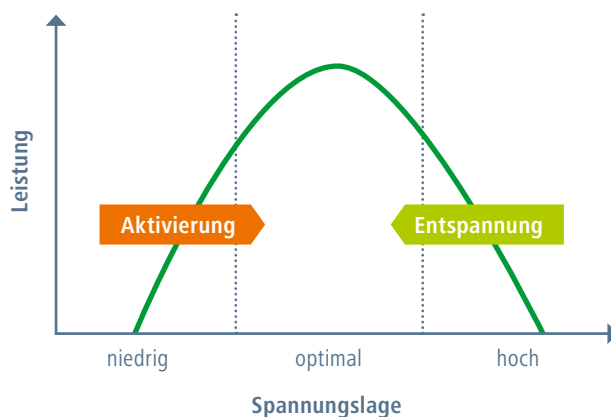 Leistung
Aktivierung
Entspannung
niedrig
optimal
hoch
Spannungslage